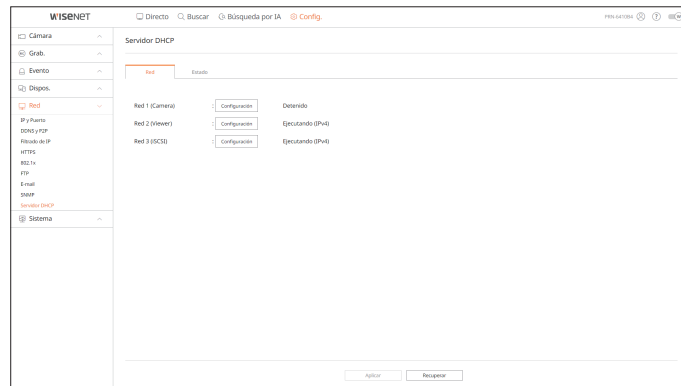 WISENET
Directo Buscar Búsqueda por IA Config.
PRN-6410B4 ?
Cámara
Grab.
Evento
Dispos.
Red
IP y Puerto
DDNS y P2P
Filtrado de IP
HTTPS
802.1x
FTP
E-mail
SNMP
Servidor DHCP
Sistema
Servidor DHCP
Red Estado
Red 1 (Camera) : Configuración Detenido
Red 2 (Viewer) : Configuración Ejecutando (IPv4)
Red 3 (iSCSI) : Configuración Ejecutando (IPv4)
Aplicar Recuperar